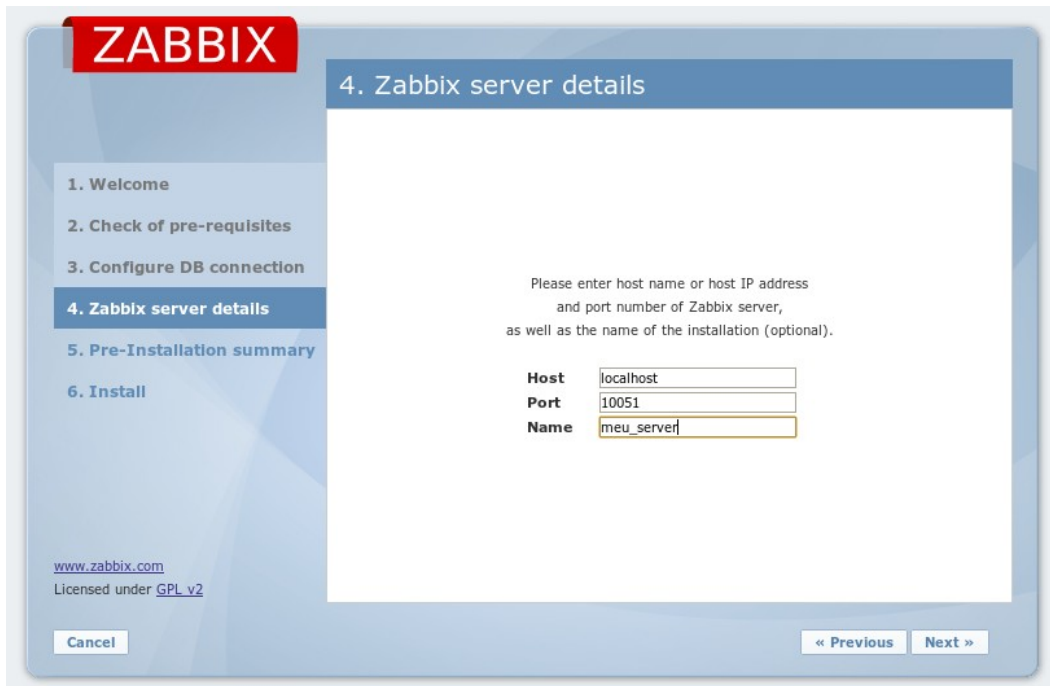 ZABBIX
4. Zabbix server details
1. Welcome
2. Check of pre-requisites
3. Configure DB connection
4. Zabbix server details
5. Pre-Installation summary
6. Install
Please enter host name or host IP address
and port number of Zabbix server,
as well as the name of the installation (optional).
Host localhost
Port 10051
Name meu_server
www.zabbix.com
Licensed under GPL v2
Cancel « Previous Next »